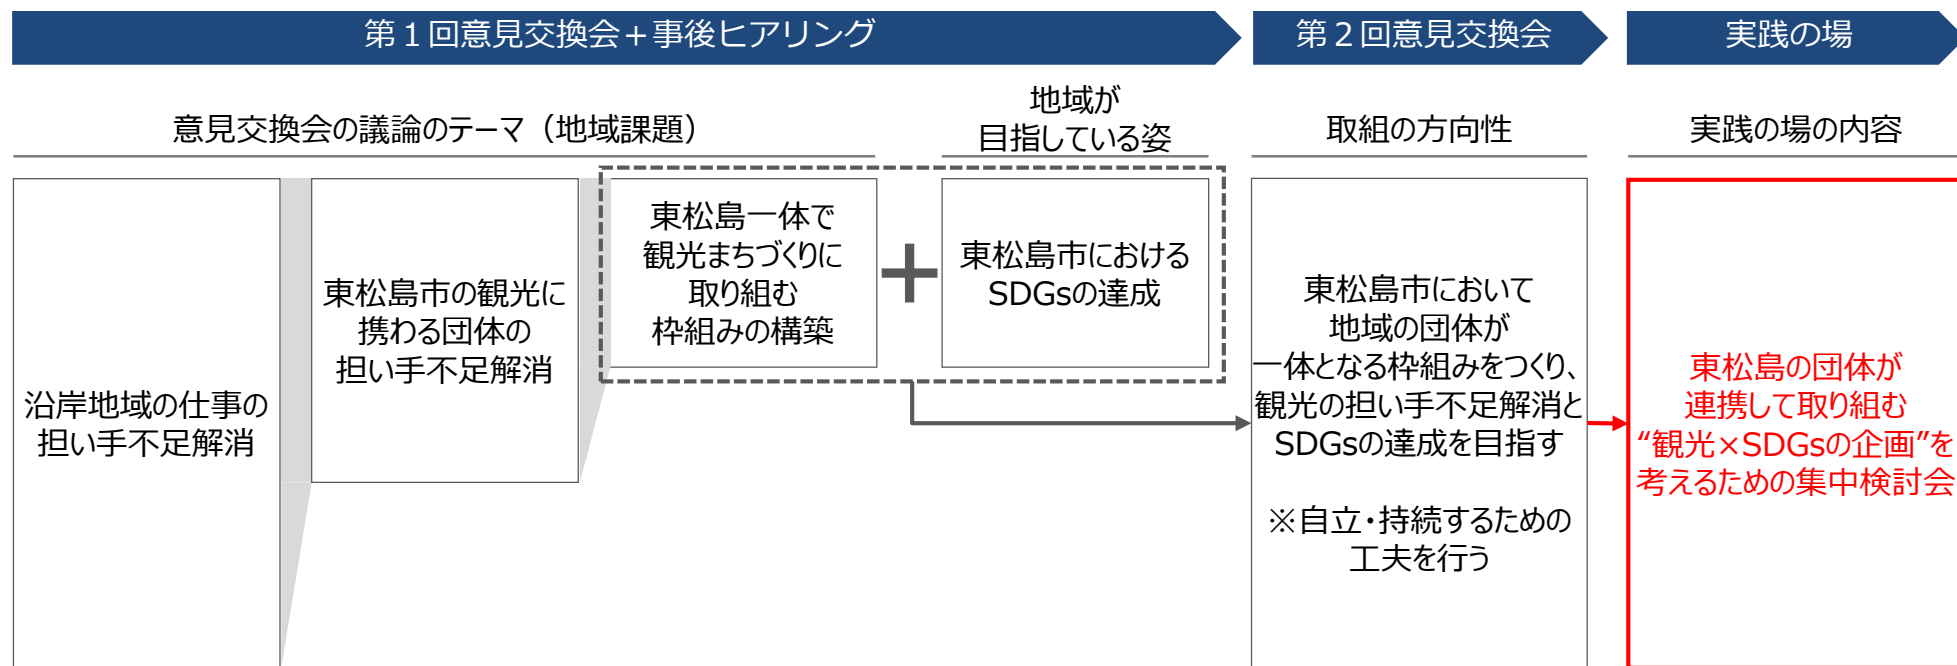 第1回意見交換会+事後ヒアリング
第2回意見交換会
実践の場
意見交換会の議論のテーマ(地域課題)
地域が
目指している姿
取組の方向性
実践の場の内容
沿岸地域の仕事の
担い手不足解消
東松島市の観光に
携わる団体の
担い手不足解消
東松島一体で
観光まちづくりに
取り組む
枠組みの構築
+
東松島市における
SDGsの達成
東松島市において
地域の団体が
一体となる枠組みをつくり、
観光の担い手不足解消と
SDGsの達成を目指す
※自立・持続するための
工夫を行う
東松島の団体が
連携して取り組む
“観光×SDGsの企画”を
考えるための集中検討会